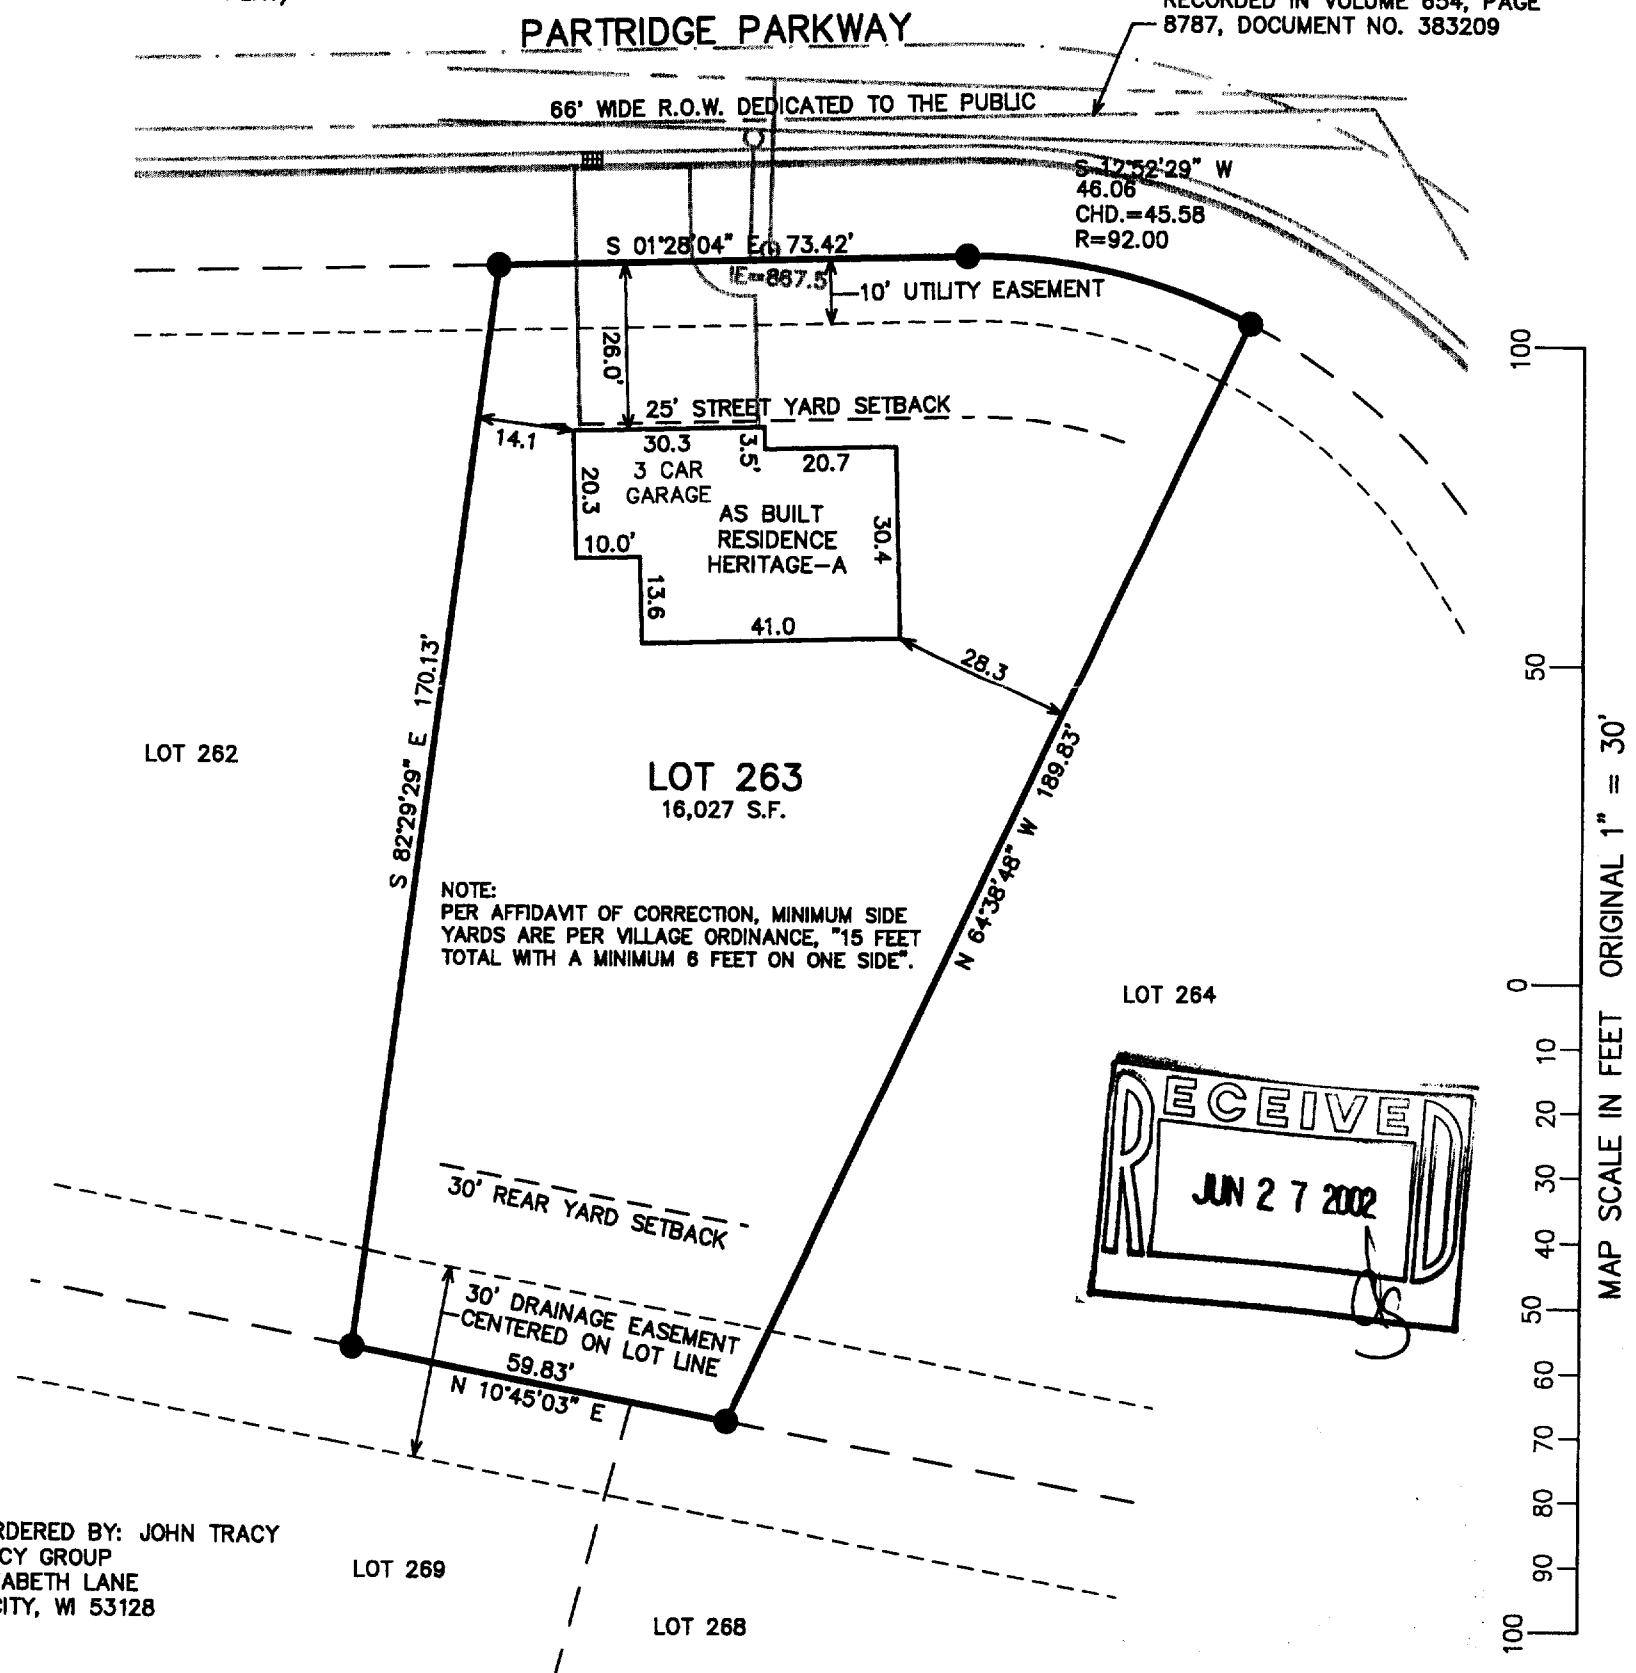 RECORDED IN VOLUME 654, PAGE
8787, DOCUMENT NO. 383209
PARTRIDGE PARKWAY
66' WIDE R.O.W. DEDICATED TO THE PUBLIC
S 12°52'29" W
46.06
CHD.=45.58
R=92.00
S 01°28'04" E 73.42'
IE=867.5
10' UTILITY EASEMENT
26.0'
25' STREET YARD SETBACK
14.1
30.3
3.5'
20.7
3 CAR
GARAGE
20.3
AS BUILT
RESIDENCE
HERITAGE-A
30.4
10.0'
13.6
41.0
28.3
S 82°29'29" E 170.13'
LOT 262
LOT 263
16,027 S.F.
N 64°38'48" W 189.83'
NOTE:
PER AFFIDAVIT OF CORRECTION, MINIMUM SIDE
YARDS ARE PER VILLAGE ORDINANCE, "15 FEET
TOTAL WITH A MINIMUM 6 FEET ON ONE SIDE".
LOT 264
RECEIVED
JUN 27 2002
30' REAR YARD SETBACK
30' DRAINAGE EASEMENT
CENTERED ON LOT LINE
59.83'
N 10°45'03" E
RDERED BY: JOHN TRACY
CY GROUP
ABETH LANE
CITY, WI 53128
LOT 269
LOT 268
100
50
0
10
20
30
40
50
60
70
80
90
100
MAP SCALE IN FEET ORIGINAL 1" = 30'